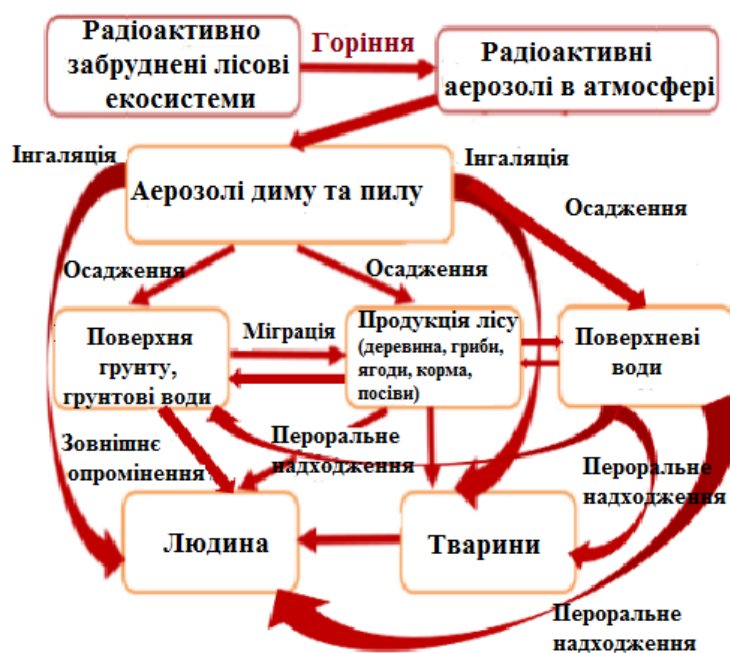 Радіоактивно
забруднені лісові
екосистеми
Горіння
Радіоактивні
аерозолі в атмосфері
Інгаляція
Аерозолі диму та пилу
Інгаляція
Осадження
Осадження
Осадження
Поверхня
грунту,
грунтові води
Міграція
Продукція лісу
(деревина, гриби,
ягоди, корма,
посіви)
Поверхневі
води
Зовнішнє
опромінення
Пероральне
надходження
Пероральне
надходження
Людина
Тварини
Пероральне
надходження